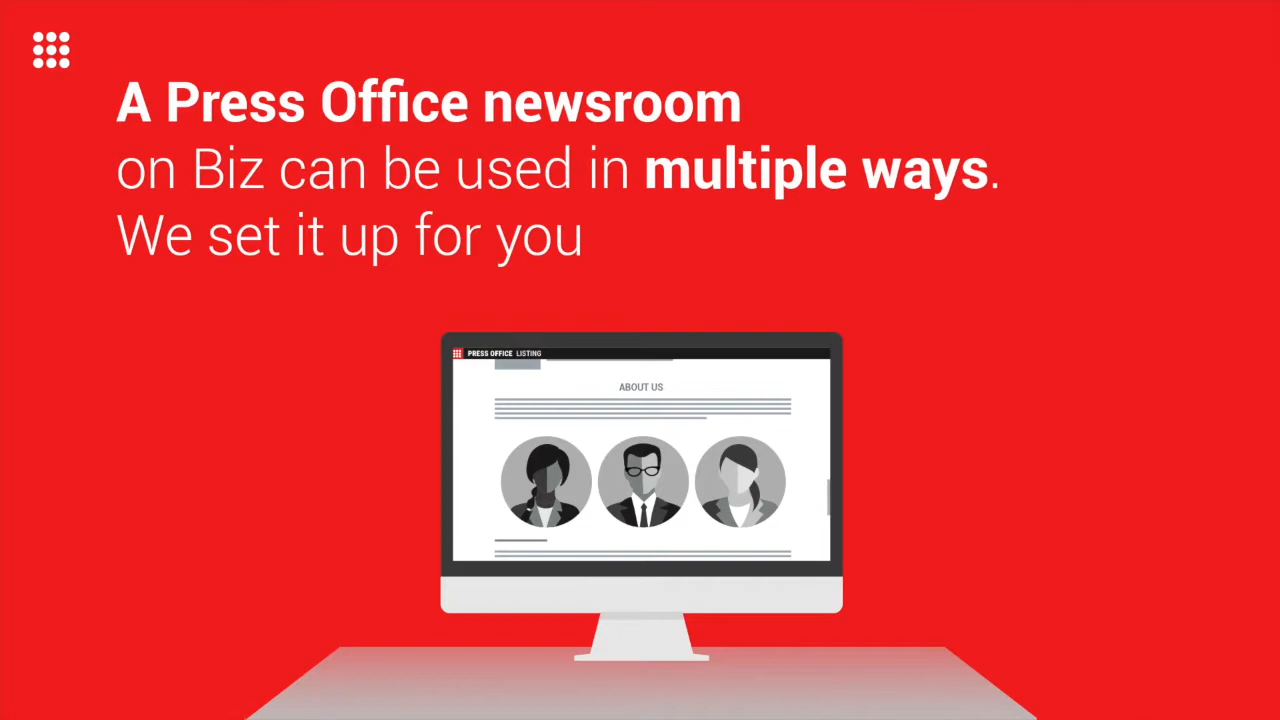 A Press Office newsroom
on Biz can be used in multiple ways.
We set it up for you
PRESS OFFICE LISTING
ABOUT US